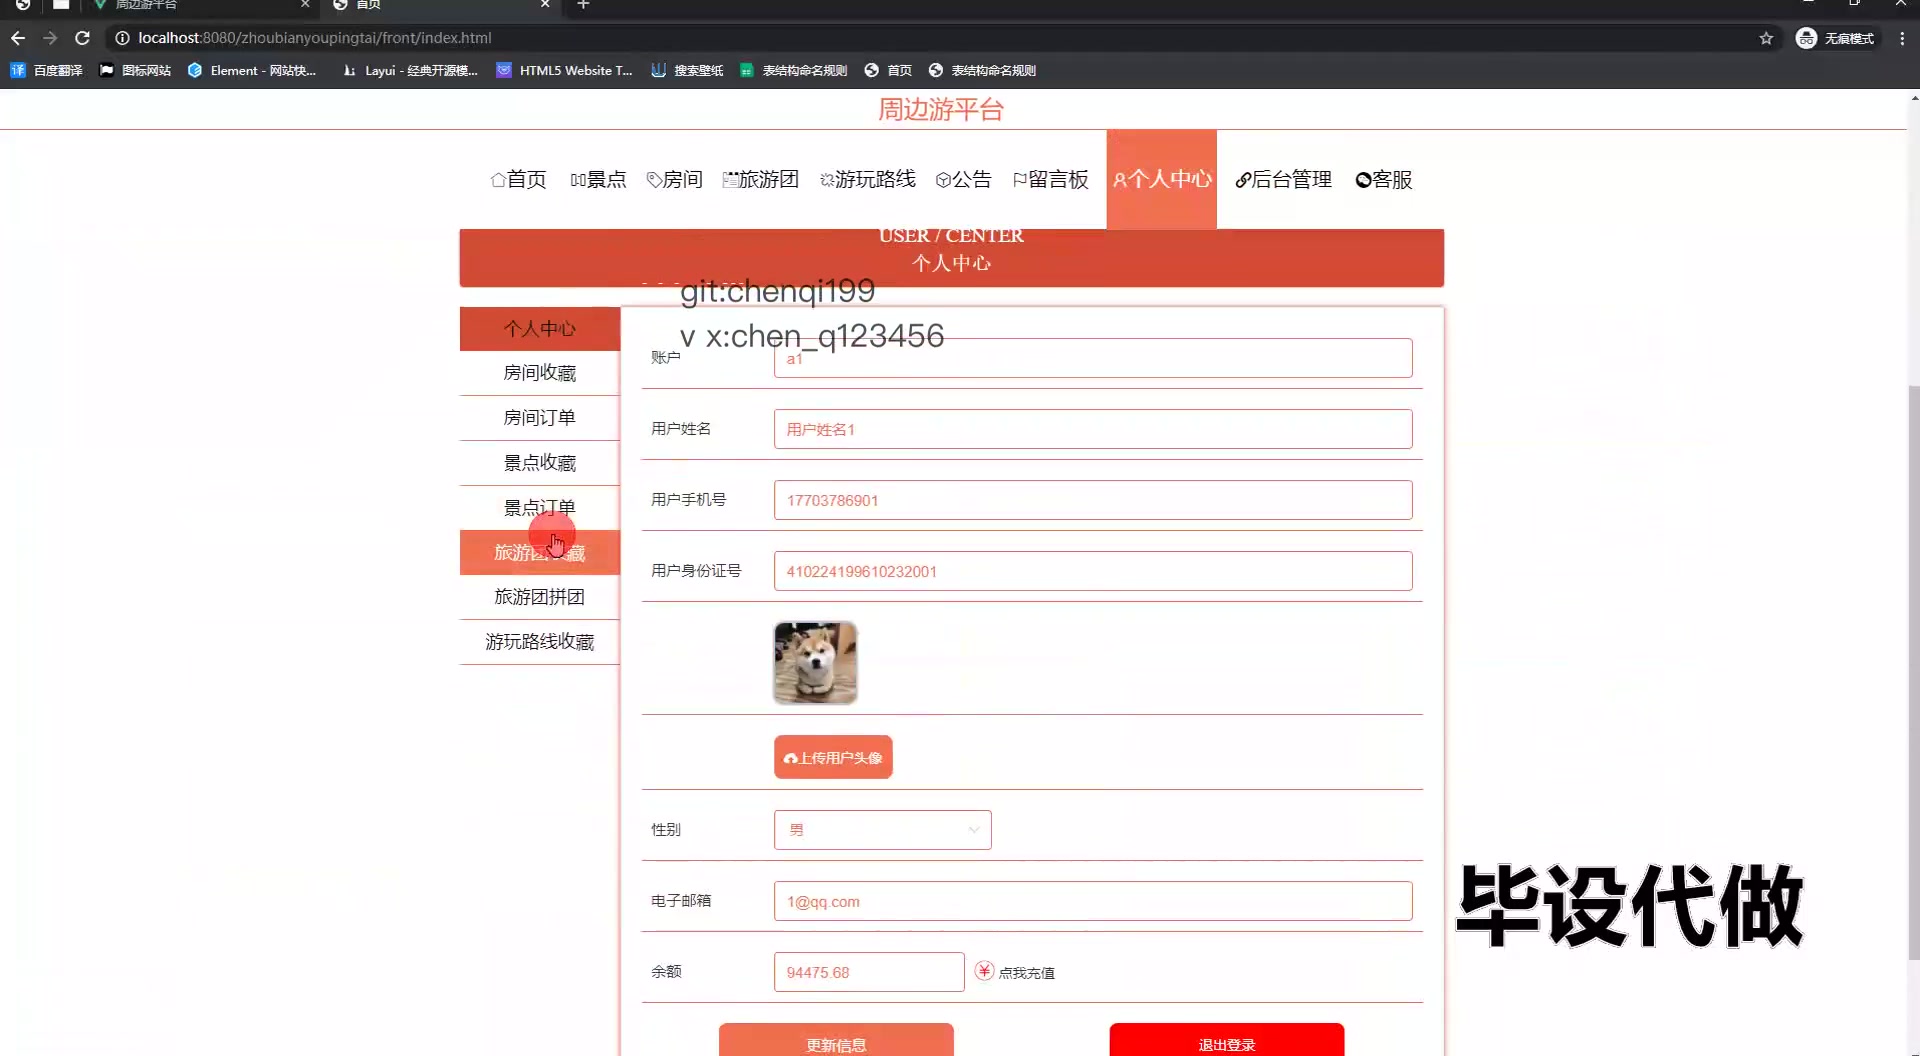 周边游平台
首页
localhost:8080/zhoubianyoupingtai/front/index.html
无痕模式
百度翻译
图标网站
Element - 网站快...
Layui - 经典开源模...
HTML5 Website T...
搜索壁纸
表结构命名规则
首页
表结构命名规则
周边游平台
首页
景点
房间
旅游团
游玩路线
公告
留言板
个人中心
后台管理
客服
USER / CENTER
个人中心
git:chenqi199
v x:chen_q123456
个人中心
房间收藏
房间订单
景点收藏
景点订单
旅游团收藏
旅游团拼团
游玩路线收藏
账户
a1
用户姓名
用户姓名1
用户手机号
17703786901
用户身份证号
410224199610232001
上传用户头像
性别
男
电子邮箱
1@qq.com
余额
94475.68
点我充值
更新信息
退出登录
毕设代做